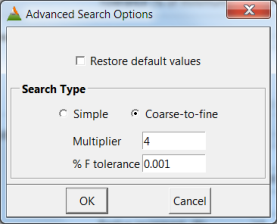 Advanced Search Options
Restore default values
Search Type
Simple Coarse-to-fine
Multiplier 4
% F tolerance 0.001
OK Cancel